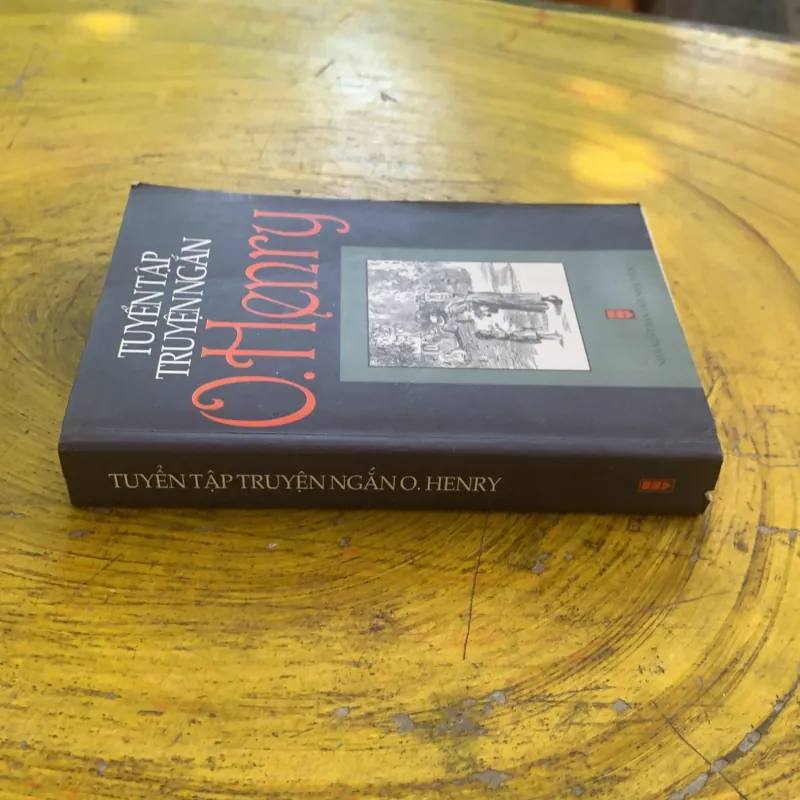 TUYỂN TẬP
TRUYỆN NGẮN
O. Henry
TUYỂN TẬP TRUYỆN NGẮN O. HENRY